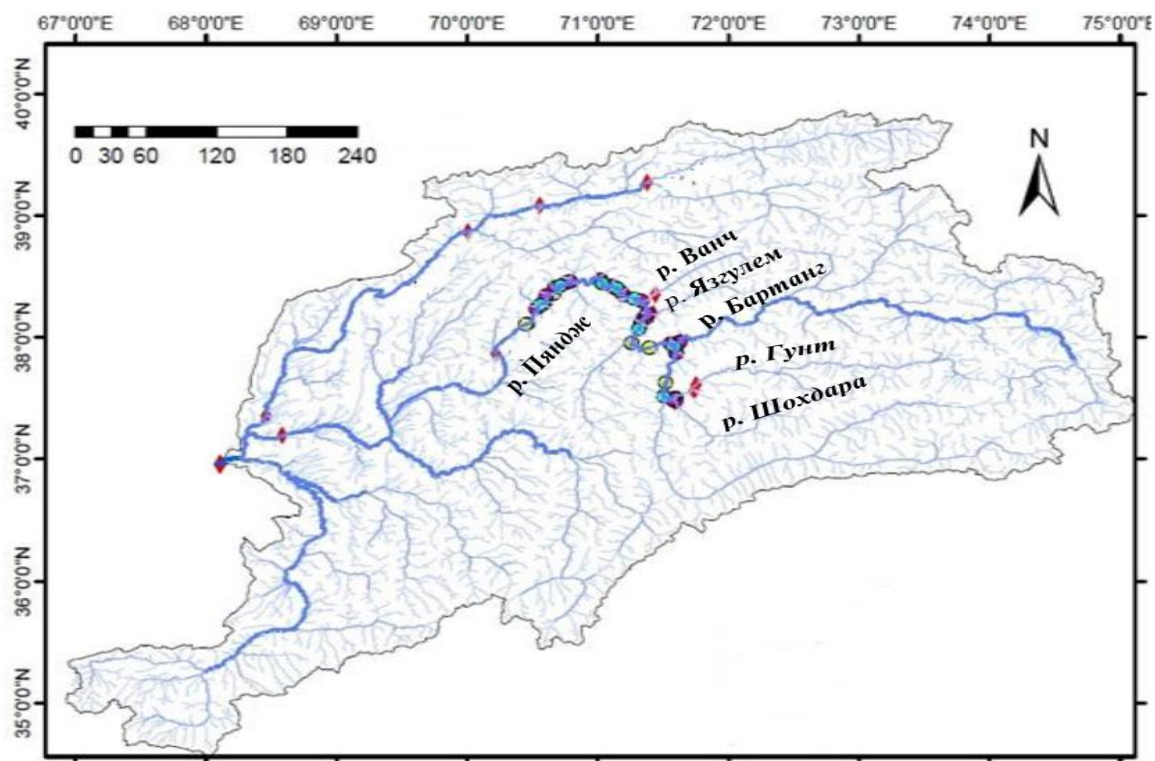 67°0'0"E 68°0'0"E 69°0'0"E 70°0'0"E 71°0'0"E 72°0'0"E 73°0'0"E 74°0'0"E 75°0'0"E
40°0'0"N
39°0'0"N
38°0'0"N
37°0'0"N
36°0'0"N
35°0'0"N
0 30 60 120 180 240
N
р. Ванч
р. Язгулем
р. Бартанг
р. Гунт
р. Шохдара
р. Пяндж